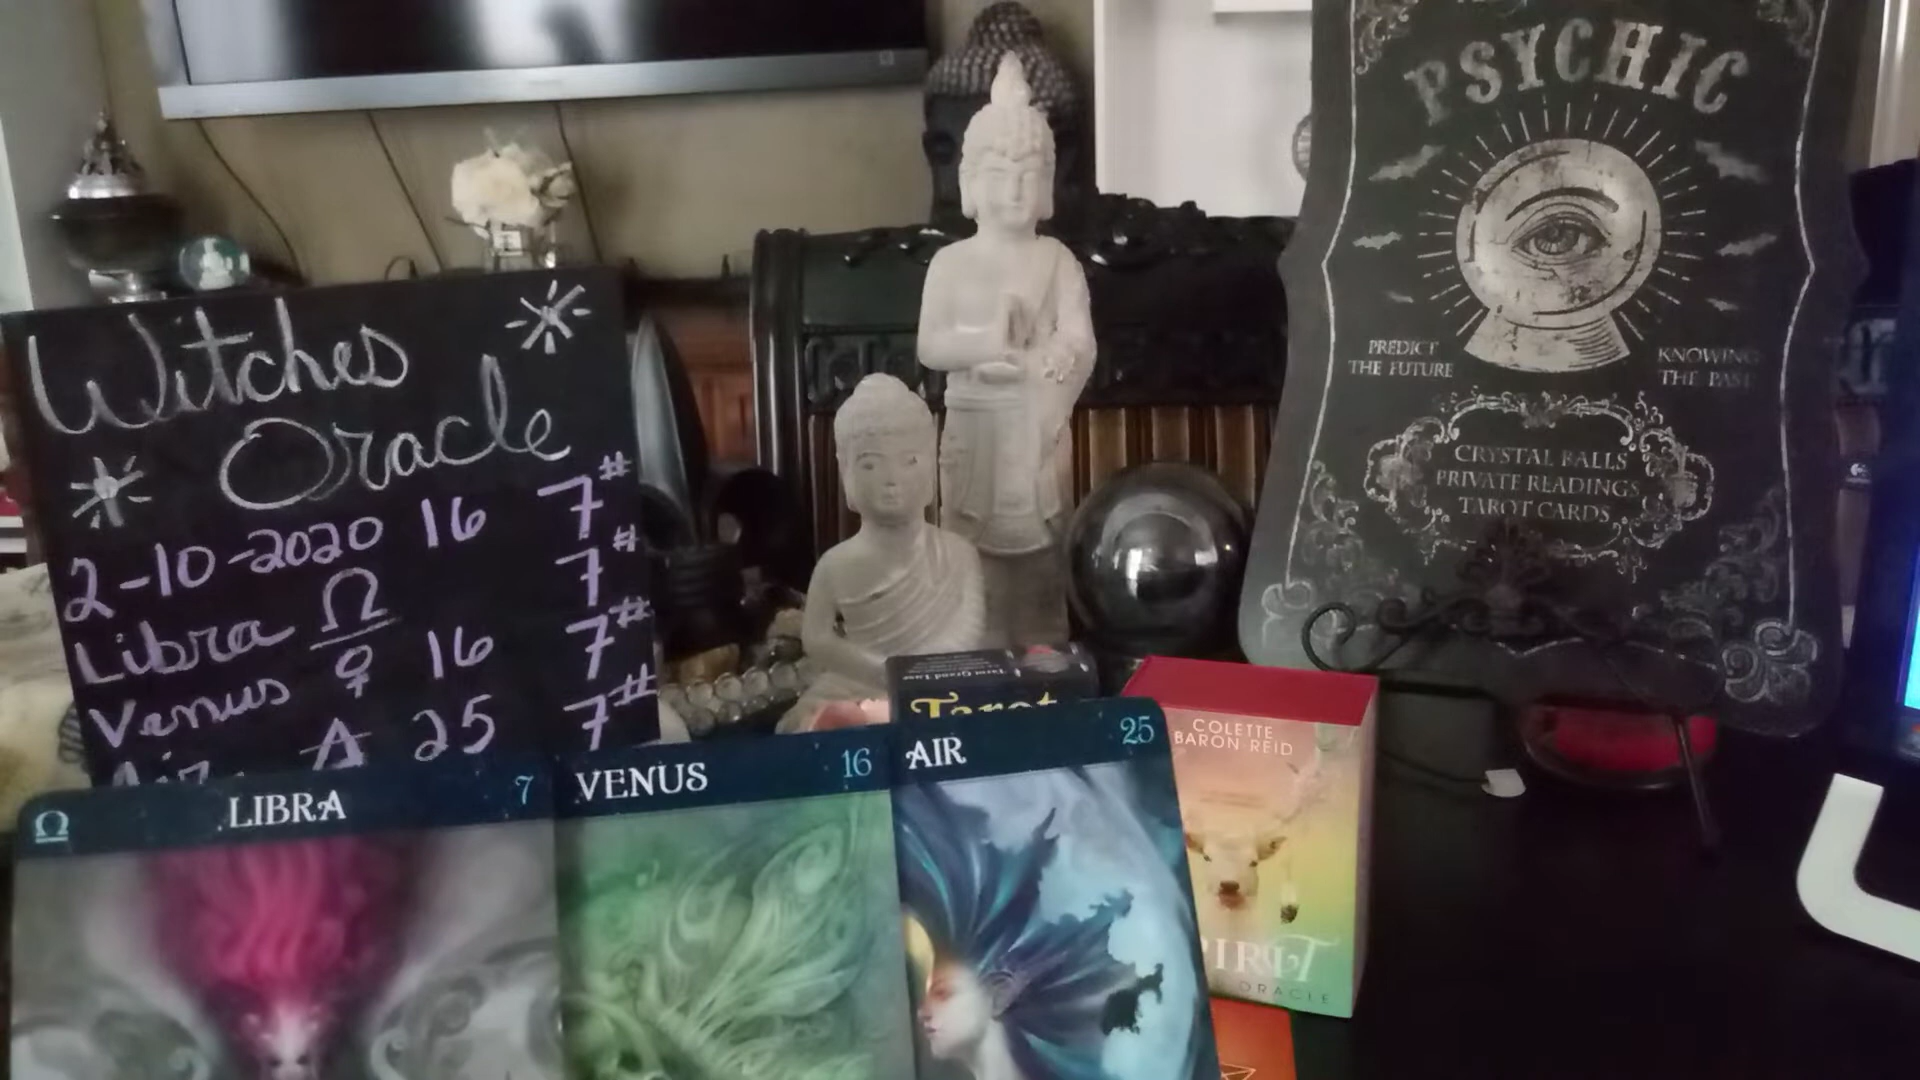 Witches
Oracle
2-10-2020 16 7#
Libra ♎ 7#
Venus ♀ 16 7#
Air A 25 7#
LIBRA 7
VENUS 16
AIR 25
Tarot
COLETTE
BARON REID
ORACLE
PSYCHIC
PREDICT
THE FUTURE
KNOWING
THE PAST
CRYSTAL BALLS
PRIVATE READINGS
TAROT CARDS